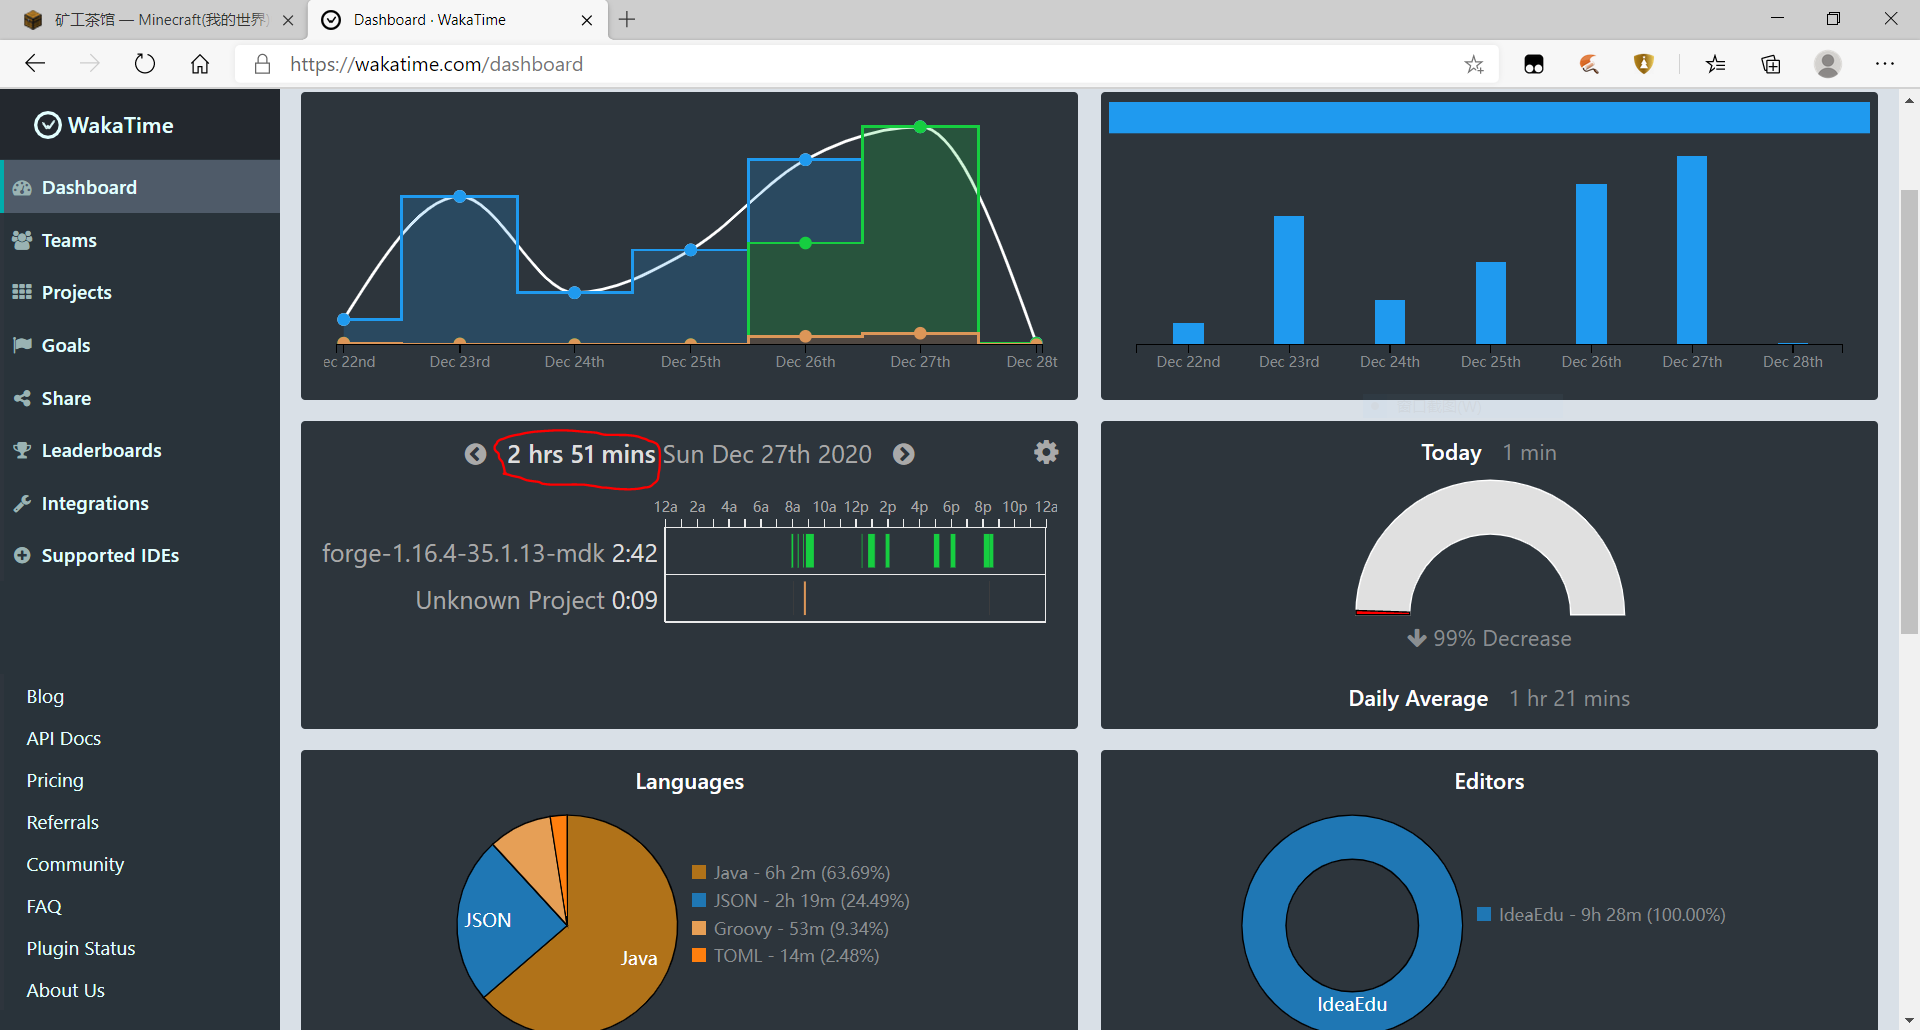 矿工茶馆 — Minecraft(我的世界)
Dashboard · WakaTime
https://wakatime.com/dashboard
WakaTime
Dashboard
Teams
Projects
Goals
Share
Leaderboards
Integrations
Supported IDEs
Blog
API Docs
Pricing
Referrals
Community
FAQ
Plugin Status
About Us
ec 22nd Dec 23rd Dec 24th Dec 25th Dec 26th Dec 27th Dec 28t
Dec 22nd Dec 23rd Dec 24th Dec 25th Dec 26th Dec 27th Dec 28th
2 hrs 51 mins Sun Dec 27th 2020
12a 2a 4a 6a 8a 10a 12p 2p 4p 6p 8p 10p 12a
forge-1.16.4-35.1.13-mdk 2:42
Unknown Project 0:09
Today 1 min
99% Decrease
Daily Average 1 hr 21 mins
Languages
JSON
Java
Java - 6h 2m (63.69%)
JSON - 2h 19m (24.49%)
Groovy - 53m (9.34%)
TOML - 14m (2.48%)
Editors
IdeaEdu - 9h 28m (100.00%)
IdeaEdu